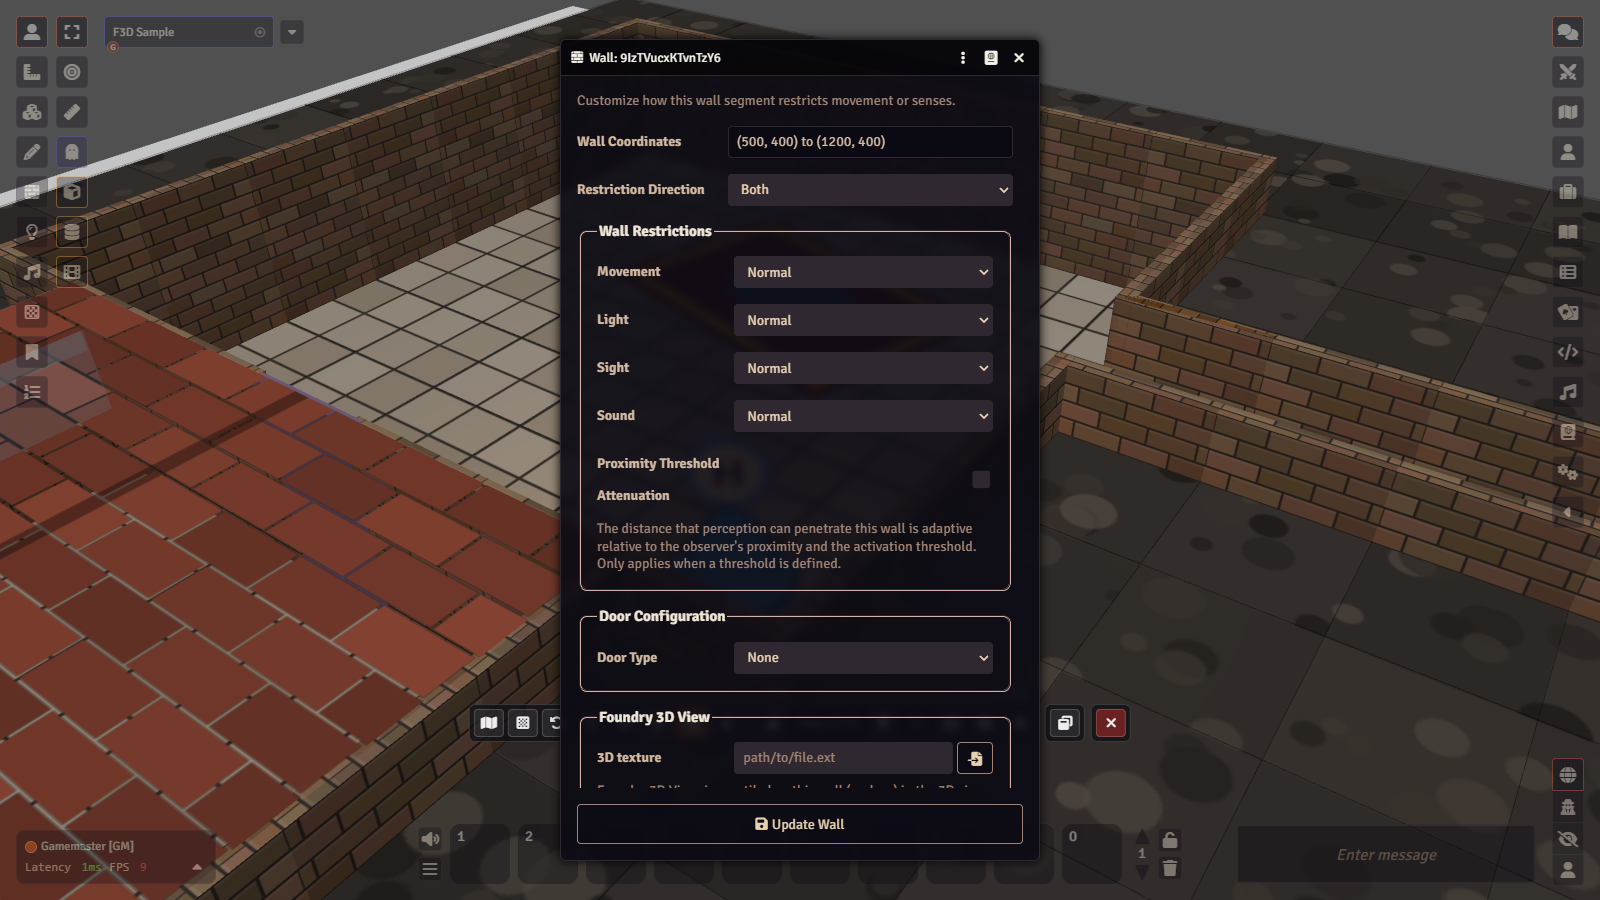 F3D Sample
G
Wall: 9IzTVucxKTvnTzY6
Customize how this wall segment restricts movement or senses.
Wall Coordinates
(500, 400) to (1200, 400)
Restriction Direction
Both
Wall Restrictions
Movement
Normal
Light
Normal
Sight
Normal
Sound
Normal
Proximity Threshold
Attenuation
The distance that perception can penetrate this wall is adaptive
relative to the observer's proximity and the activation threshold.
Only applies when a threshold is defined.
Door Configuration
Door Type
None
Foundry 3D View
3D texture
path/to/file.ext
Update Wall
Gamemaster [GM]
Latency 1ms FPS 9
1
2
0
1
Enter message